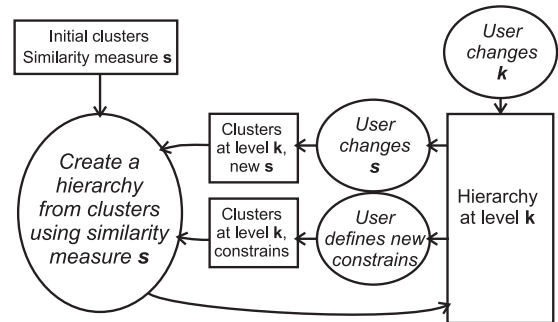 Initial clusters
Similarity measure s
User
changes
k
Create a
hierarchy
from clusters
using similarity
measure s
Clusters
at level k,
new s
User
changes
s
Clusters
at level k,
constrains
User
defines new
constrains
Hierarchy
at level k